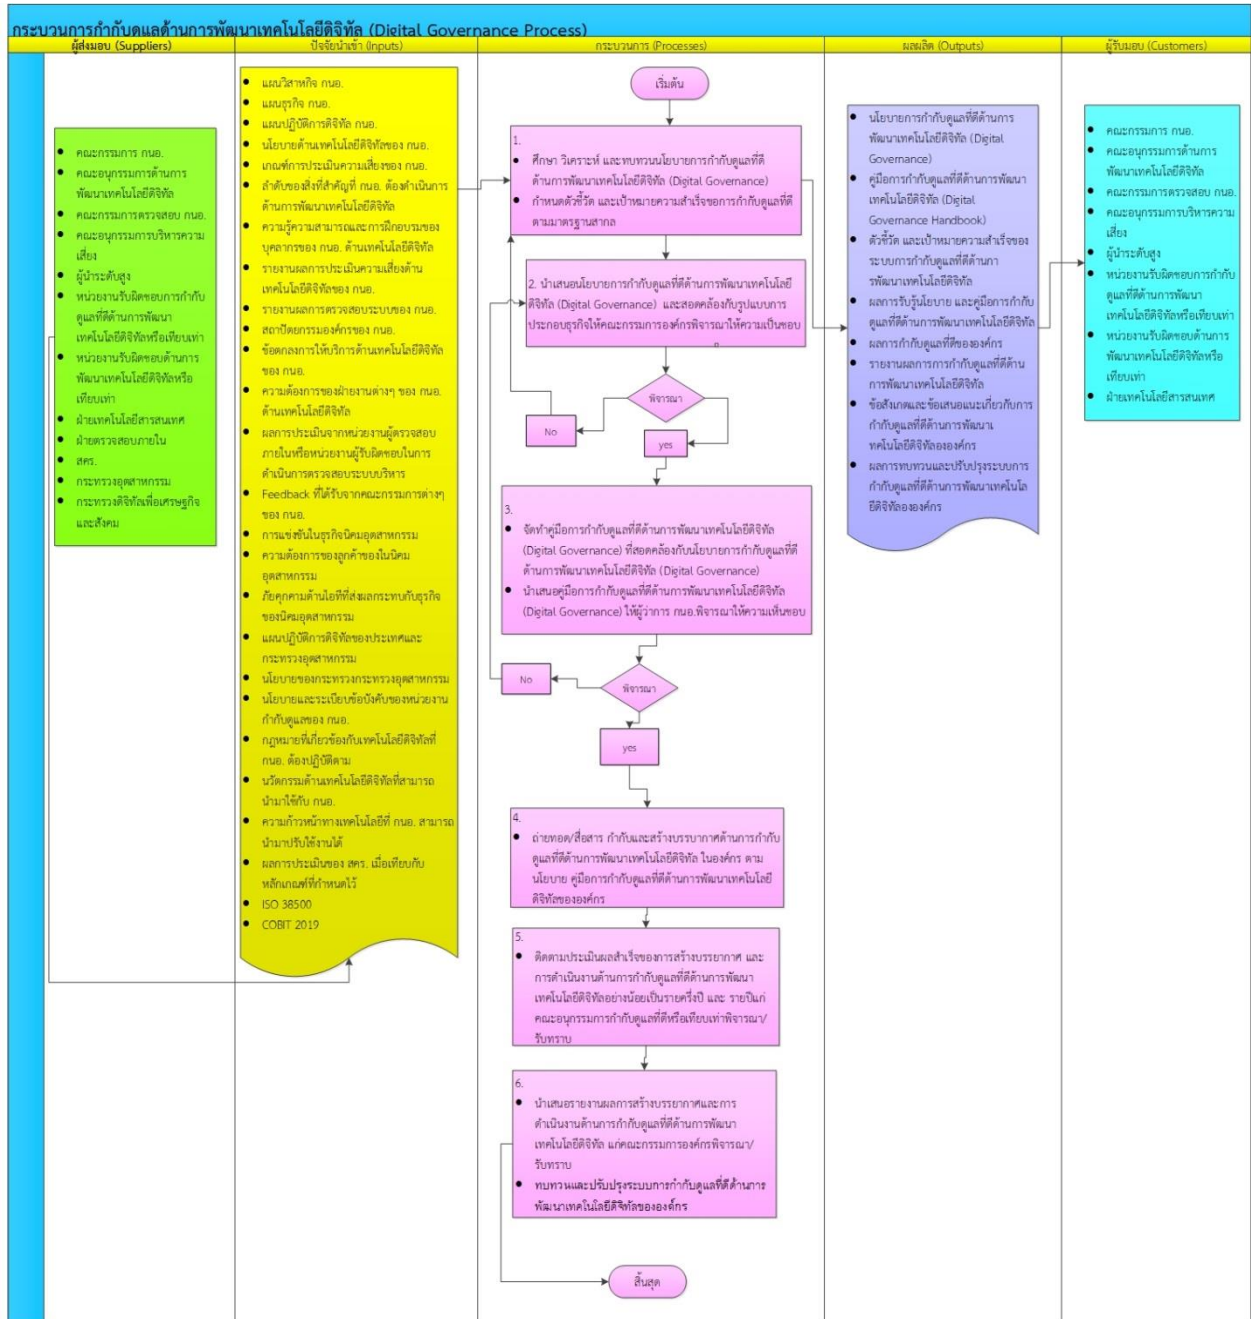 กระบวนการกำกับดูแลด้านการพัฒนาเทคโนโลยีดิจิทัล (Digital Governance Process)
ผู้ส่งมอบ (Suppliers)
ปัจจัยนำเข้า (Inputs)
กระบวนการ (Processes)
ผลผลิต (Outputs)
ผู้รับมอบ (Customers)
คณะกรรมการ กนอ.
คณะอนุกรรมการด้านการ
พัฒนาเทคโนโลยีดิจิทัล
คณะกรรมการตรวจสอบ กนอ.
คณะอนุกรรมการบริหารความ
เสี่ยง
ผู้นำระดับสูง
หน่วยงานรับผิดชอบการกำกับ
ดูแลที่ดีด้านการพัฒนา
เทคโนโลยีดิจิทัลหรือเทียบเท่า
หน่วยงานรับผิดชอบด้านการ
พัฒนาเทคโนโลยีดิจิทัลหรือ
เทียบเท่า
ฝ่ายเทคโนโลยีสารสนเทศ
ฝ่ายตรวจสอบภายใน
สคร.
กระทรวงอุตสาหกรรม
กระทรวงดิจิทัลเพื่อเศรษฐกิจ
และสังคม
แผนวิสาหกิจ กนอ.
แผนธุรกิจ กนอ.
แผนปฏิบัติการดิจิทัล กนอ.
นโยบายด้านเทคโนโลยีดิจิทัลของ กนอ.
เกณฑ์การประเมินความเสี่ยงของ กนอ.
ลำดับของสิ่งที่สำคัญที่ กนอ. ต้องดำเนินการ
ด้านการพัฒนาเทคโนโลยีดิจิทัล
ความรู้ความสามารถและการฝึกอบรมของ
บุคลากรของ กนอ. ด้านเทคโนโลยีดิจิทัล
รายงานผลการประเมินความเสี่ยงด้าน
เทคโนโลยีดิจิทัลของ กนอ.
รายงานผลการตรวจสอบระบบของ กนอ.
สถาปัตยกรรมองค์กรของ กนอ.
ข้อตกลงการให้บริการด้านเทคโนโลยีดิจิทัล
ของ กนอ.
ความต้องการของฝ่ายงานต่างๆ ของ กนอ.
ด้านเทคโนโลยีดิจิทัล
ผลการประเมินจากหน่วยงานผู้ตรวจสอบ
ภายในหรือหน่วยงานผู้รับผิดชอบในการ
ดำเนินการตรวจสอบระบบบริหาร
Feedback ที่ได้รับจากคณะกรรมการต่างๆ
ของ กนอ.
การแข่งขันในธุรกิจนิคมอุตสาหกรรม
ความต้องการของลูกค้าของในนิคม
อุตสาหกรรม
ภัยคุกคามด้านไอทีที่ส่งผลกระทบกับธุรกิจ
ของนิคมอุตสาหกรรม
แผนปฏิบัติการดิจิทัลของประเทศและ
กระทรวงอุตสาหกรรม
นโยบายของกระทรวงกระทรวงอุตสาหกรรม
นโยบายและระเบียบข้อบังคับของหน่วยงาน
กำกับดูแลของ กนอ.
กฎหมายที่เกี่ยวข้องกับเทคโนโลยีดิจิทัลที่
กนอ. ต้องปฏิบัติตาม
นวัตกรรมด้านเทคโนโลยีดิจิทัลที่สามารถ
นำมาใช้กับ กนอ.
ความก้าวหน้าทางเทคโนโลยีที่ กนอ. สามารถ
นำมาปรับใช้งานได้
ผลการประเมินของ สคร. เมื่อเทียบกับ
หลักเกณฑ์ที่กำหนดไว้
ISO 38500
COBIT 2019
เริ่มต้น
1.
ศึกษา วิเคราะห์ และทบทวนนโยบายการกำกับดูแลที่ดี
ด้านการพัฒนาเทคโนโลยีดิจิทัล (Digital Governance)
กำหนดตัวชี้วัด และเป้าหมายความสำเร็จขอการกำกับดูแลที่ดี
ตามมาตรฐานสากล
2. นำเสนอนโยบายการกำกับดูแลที่ดีด้านการพัฒนาเทคโนโลยี
ดิจิทัล (Digital Governance) และสอดคล้องกับรูปแบบการ
ประกอบธุรกิจให้คณะกรรมการองค์กรพิจารณาให้ความเป็นชอบ
พิจารณา
No
yes
3.
จัดทำคู่มือการกำกับดูแลที่ดีด้านการพัฒนาเทคโนโลยีดิจิทัล
(Digital Governance) ที่สอดคล้องกับนโยบายการกำกับดูแลที่ดี
ด้านการพัฒนาเทคโนโลยีดิจิทัล (Digital Governance)
นำเสนอคู่มือการกำกับดูแลที่ดีด้านการพัฒนาเทคโนโลยีดิจิทัล
(Digital Governance) ให้ผู้ว่าการ กนอ.พิจารณาให้ความเห็นชอบ
พิจารณา
No
yes
4.
ถ่ายทอด/สื่อสาร กำกับและสร้างบรรบากาศด้านการกำกับ
ดูแลที่ดีด้านการพัฒนาเทคโนโลยีดิจิทัล ในองค์กร ตาม
นโยบาย คู่มือการกำกับดูแลที่ดีด้านการพัฒนาเทคโนโลยี
ดิจิทัลขององค์กร
5.
ติดตามประเมินผลสำเร็จของการสร้างบรรยากาศ และ
การดำเนินงานด้านการกำกับดูแลที่ดีด้านการพัฒนา
เทคโนโลยีดิจิทัลอย่างน้อยเป็นรายครึ่งปี และ รายปีแก่
คณะอนุกรรมการกำกับดูแลที่ดีหรือเทียบเท่าพิจารณา/
รับทราบ
6.
นำเสนอรายงานผลการสร้างบรรยากาศและการ
ดำเนินงานด้านการกำกับดูแลที่ดีด้านการพัฒนา
เทคโนโลยีดิจิทัล แก่คณะกรรมการองค์กรพิจารณา/
รับทราบ
ทบทวนและปรับปรุงระบบการกำกับดูแลที่ดีด้านการ
พัฒนาเทคโนโลยีดิจิทัลขององค์กร
สิ้นสุด
นโยบายการกำกับดูแลที่ดีด้านการ
พัฒนาเทคโนโลยีดิจิทัล (Digital
Governance)
คู่มือการกำกับดูแลที่ดีด้านการพัฒนา
เทคโนโลยีดิจิทัล (Digital
Governance Handbook)
ตัวชี้วัด และเป้าหมายความสำเร็จของ
ระบบการกำกับดูแลที่ดีด้านกา
รพัฒนาเทคโนโลยีดิจิทัล
ผลการรับรู้นโยบาย และคู่มือการกำกับ
ดูแลที่ดีด้านการพัฒนาเทคโนโลยีดิจิทัล
ผลการกำกับดูแลที่ดีขององค์กร
รายงานผลการการกำกับดูแลที่ดีด้าน
การพัฒนาเทคโนโลยีดิจิทัล
ข้อสังเกตและข้อเสนอแนะเกี่ยวกับการ
กำกับดูแลที่ดีด้านการพัฒนาเ
ทคโนโลยีดิจิทัลององค์กร
ผลการทบทวนและปรับปรุงระบบการ
กำกับดูแลที่ดีด้านการพัฒนาเทคโนโล
ยีดิจิทัลององค์กร
คณะกรรมการ กนอ.
คณะอนุกรรมการด้านการ
พัฒนาเทคโนโลยีดิจิทัล
คณะกรรมการตรวจสอบ กนอ.
คณะอนุกรรมการบริหารความ
เสี่ยง
ผู้นำระดับสูง
หน่วยงานรับผิดชอบการกำกับ
ดูแลที่ดีด้านการพัฒนา
เทคโนโลยีดิจิทัลหรือเทียบเท่า
หน่วยงานรับผิดชอบด้านการ
พัฒนาเทคโนโลยีดิจิทัลหรือ
เทียบเท่า
ฝ่ายเทคโนโลยีสารสนเทศ